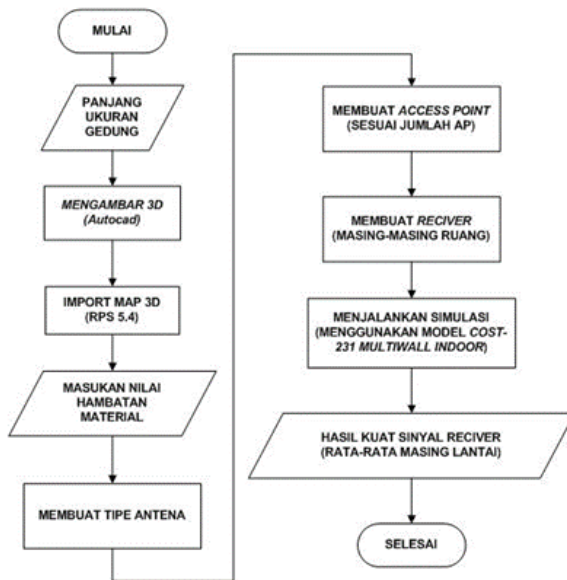 MULAI
PANJANG
UKURAN
GEDUNG
MENGAMBAR 3D
(Autocad)
IMPORT MAP 3D
(RPS 5.4)
MASUKAN NILAI
HAMBATAN
MATERIAL
MEMBUAT TIPE ANTENA
MEMBUAT ACCESS POINT
(SESUAI JUMLAH AP)
MEMBUAT RECIVER
(MASING-MASING RUANG)
MENJALANKAN SIMULASI
(MENGGUNAKAN MODEL COST-
231 MULTIWALL INDOOR)
HASIL KUAT SINYAL RECIVER
(RATA-RATA MASING LANTAI)
SELESAI